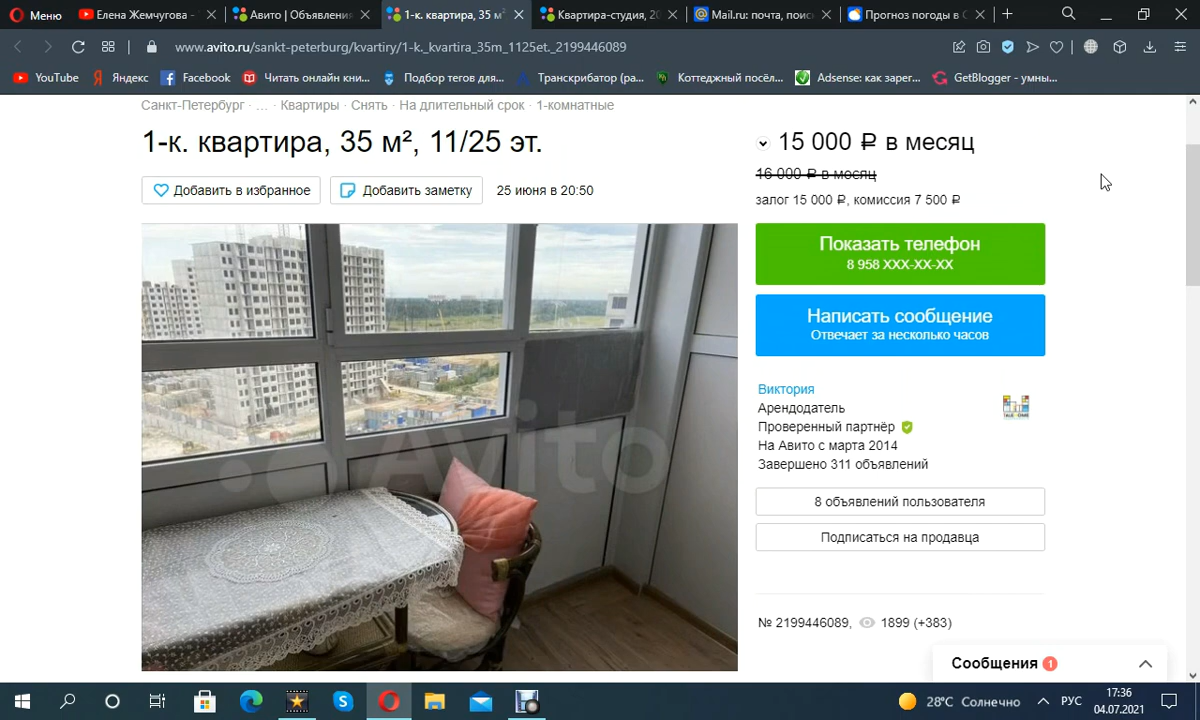 Меню
Елена Жемчугова -
Авито | Объявления
1-к. квартира, 35 м²
Квартира-студия, 20
Mail.ru: почта, поиск
Прогноз погоды в С
www.avito.ru/sankt-peterburg/kvartiry/1-k._kvartira_35m_1125et._2199446089
YouTube
Яндекс
Facebook
Читать онлайн кни...
Подбор тегов для...
Транскрибатор (ра...
Коттеджный посёл...
Adsense: как зарег...
GetBlogger - умны...
Санкт-Петербург · ... · Квартиры · Снять · На длительный срок · 1-комнатные
1-к. квартира, 35 м², 11/25 эт.
Добавить в избранное
Добавить заметку
25 июня в 20:50
Avito
15 000 ₽ в месяц
16 000 ₽ в месяц
залог 15 000 ₽, комиссия 7 500 ₽
Показать телефон
8 958 XXX-XX-XX
Написать сообщение
Отвечает за несколько часов
Виктория
Арендодатель
Проверенный партнёр
На Авито с марта 2014
Завершено 311 объявлений
8 объявлений пользователя
Подписаться на продавца
№ 2199446089, 1899 (+383)
Сообщения 1
28°C Солнечно
РУС
17:36
04.07.2021